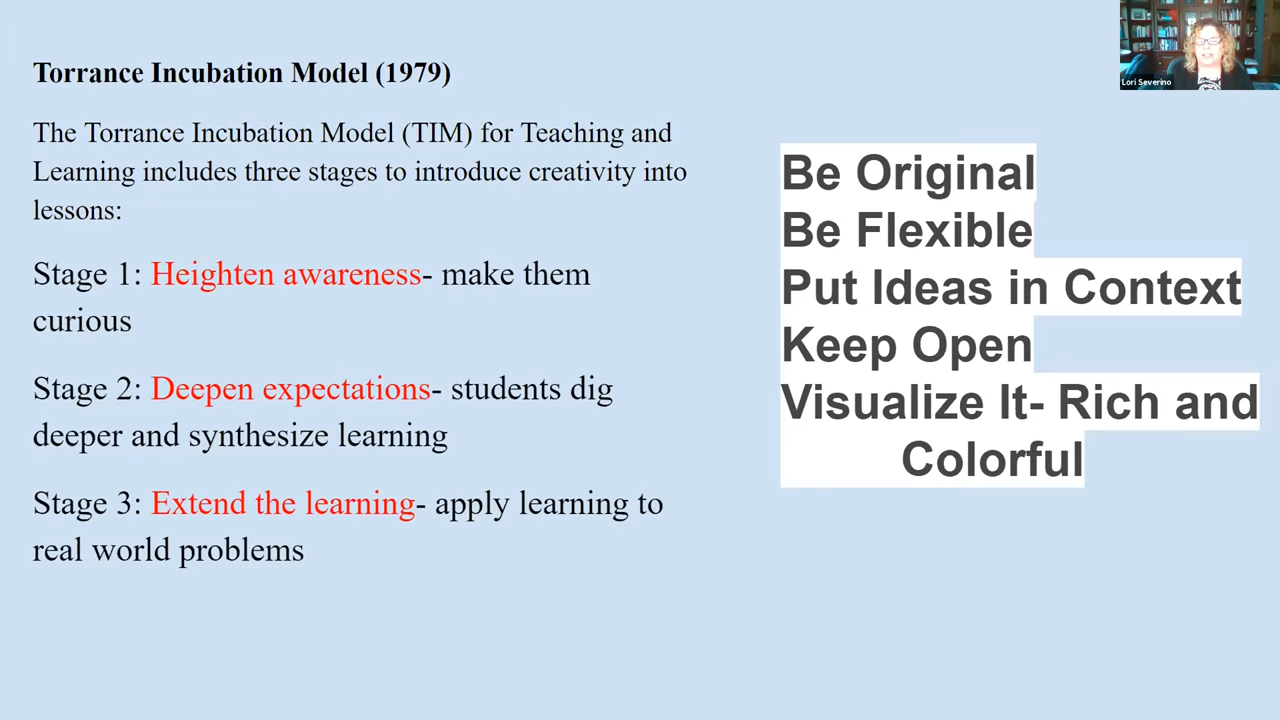 Torrance Incubation Model (1979)
The Torrance Incubation Model (TIM) for Teaching and
Learning includes three stages to introduce creativity into
lessons:
Stage 1: Heighten awareness- make them
curious
Stage 2: Deepen expectations- students dig
deeper and synthesize learning
Stage 3: Extend the learning- apply learning to
real world problems
Be Original
Be Flexible
Put Ideas in Context
Keep Open
Visualize It- Rich and
Colorful
Lori Severino